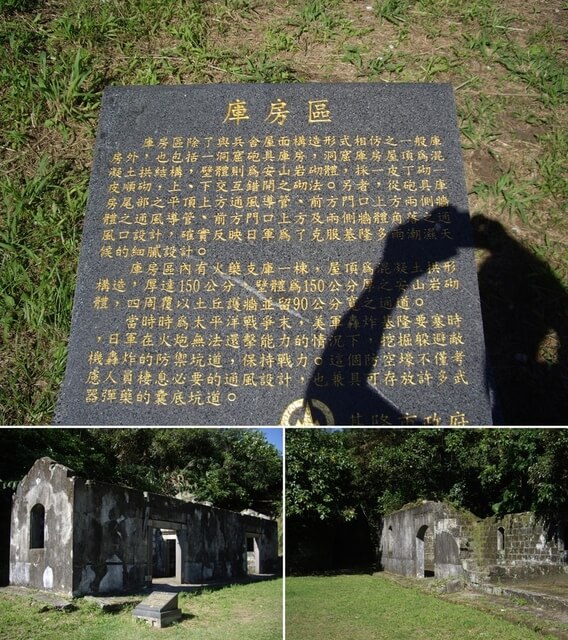 庫房區
庫房區除了與兵舍屋面構造形式相仿之一般庫
房外，也包括一洞窟砲具庫房，洞窟庫房屋頂為混
凝土拱結構，壁體則為安山岩砌體，採一皮丁砌一
皮順砌，上、下交互錯開之砌法。另者，從砲具庫
房尾部之平頂上方通風導管、前方門口上方兩側牆
體之通風導管、前方門口上方及兩側牆體角落之通
風口設計，確實反映日軍為了克服基隆多雨潮濕天
候的細膩設計。
庫房區內有火藥支庫一棟，屋頂為混凝土拱形
構造，厚達150公分，壁體為150公分厚之安山岩砌
體，四周覆以土丘護牆並留90公分寬之通道。
當時時為太平洋戰爭末，美軍轟炸基隆要塞時
，日軍在火炮無法還擊能力的情況下，挖掘躲避敵
機轟炸的防禦坑道，保持戰力。這個防空壕不僅考
慮人員棲息必要的通風設計，也兼具可存放許多武
器彈藥的囊底坑道。
基隆市政府